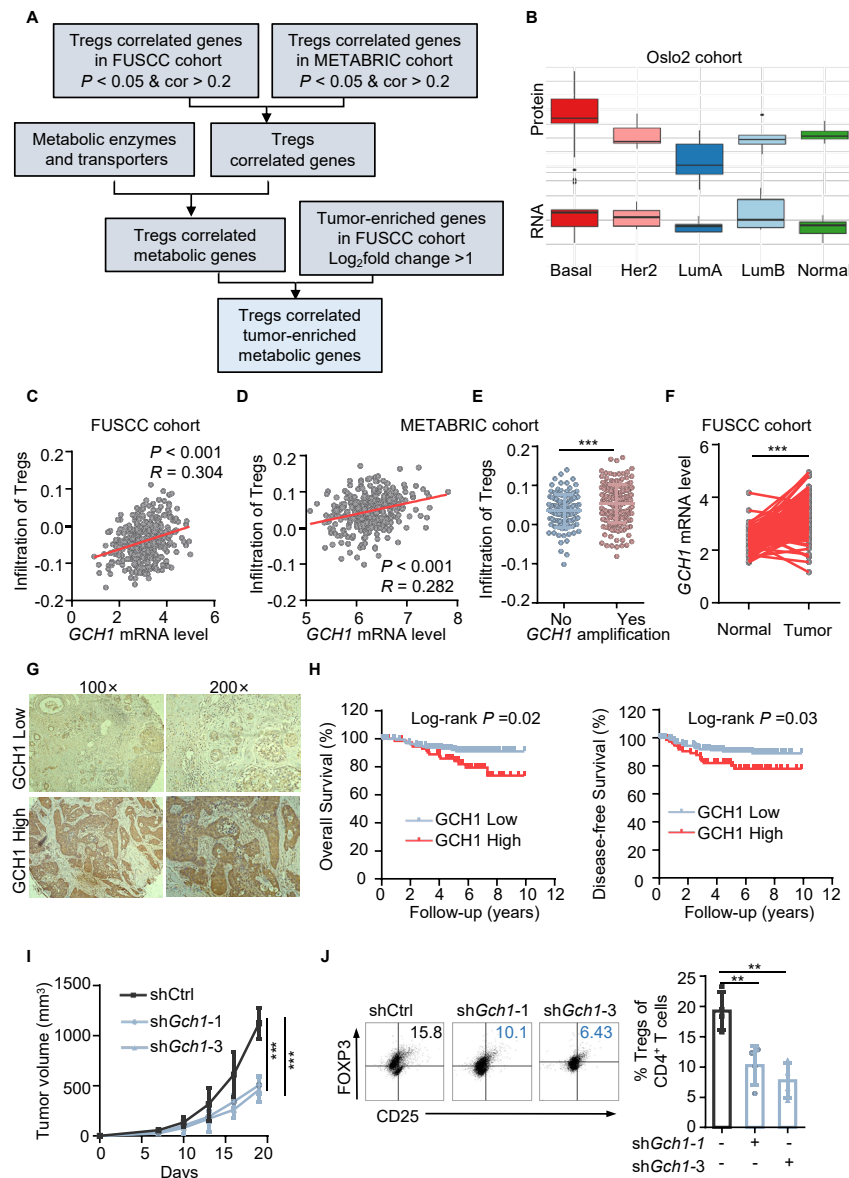 A
Tregs correlated genes
in FUSCC cohort
P < 0.05 & cor > 0.2
Tregs correlated genes
in METABRIC cohort
P < 0.05 & cor > 0.2
Metabolic enzymes
and transporters
Tregs
correlated genes
Tregs correlated
metabolic genes
Tumor-enriched genes
in FUSCC cohort
Log2fold change >1
Tregs correlated
tumor-enriched
metabolic genes
B
Oslo2 cohort
Protein
RNA
Basal Her2 LumA LumB Normal
C
FUSCC cohort
P < 0.001
R = 0.304
Infiltration of Tregs
0.2
0.1
0.0
-0.1
-0.2
0 2 4 6
GCH1 mRNA level
D
METABRIC cohort
Infiltration of Tregs
0.2
0.1
0.0
-0.1
-0.2
P < 0.001
R = 0.282
5 6 7 8
GCH1 mRNA level
E
***
Infiltration of Tregs
0.2
0.1
0.0
-0.1
-0.2
No Yes
GCH1 amplification
F
FUSCC cohort
***
GCH1 mRNA level
6
4
2
0
Normal Tumor
G
100× 200×
GCH1 Low
GCH1 High
H
Log-rank P =0.02
Overall Survival (%)
120
100
80
60
40
20
0
GCH1 Low
GCH1 High
0 2 4 6 8 10 12
Follow-up (years)
Log-rank P =0.03
Disease-free Survival (%)
120
100
80
60
40
20
0
GCH1 Low
GCH1 High
0 2 4 6 8 10 12
Follow-up (years)
I
Tumor volume (mm3)
1500
1000
500
0
shCtrl
shGch1-1
shGch1-3
***
***
0 5 10 15 20
Days
J
shCtrl shGch1-1 shGch1-3
15.8 10.1 6.43
FOXP3
CD25
% Tregs of
CD4+ T cells
25
20
15
10
5
0
**
**
shGch1-1 - + -
shGch1-3 - - +